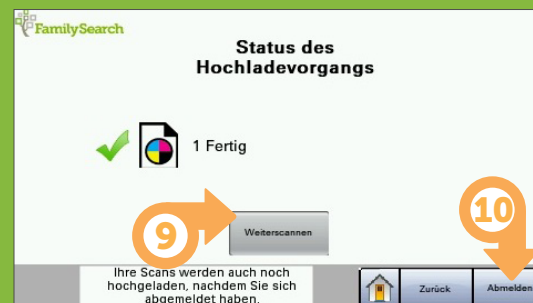 FamilySearch
Status des
Hochladevorgangs
1 Fertig
9
Weiterscannen
10
Ihre Scans werden auch noch
hochgeladen, nachdem Sie sich
abgemeldet haben.
Zurück
Abmelden